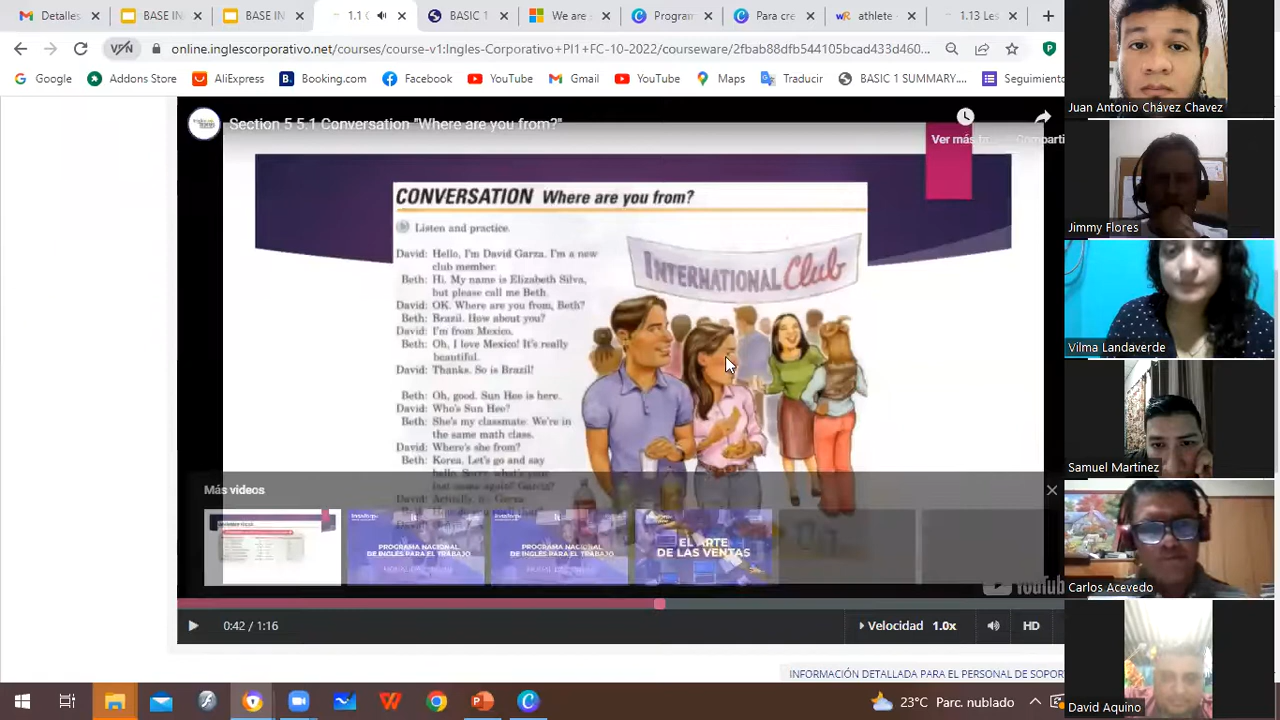 Detalles
BASE IN
BASE IN
1.1 C
BASIC 1
We are s
Program
Para cre
athlete -
1.13 Les
VPN
online.inglescorporativo.net/courses/course-v1:Ingles-Corporativo+PI1+FC-10-2022/courseware/2fbab88dfb544105bcad433d460...
Google
Addons Store
AliExpress
Booking.com
Facebook
YouTube
Gmail
YouTube
Maps
Traducir
BASIC 1 SUMMARY....
Seguimiento
Section 5 5.1 Conversation "Where are you from?"
Ver más
Comparti
CONVERSATION Where are you from?
Listen and practice.
David: Hello, I'm David Garza. I'm a new
club member.
Beth: Hi. My name is Elizabeth Silva,
but please call me Beth.
David: OK. Where are you from, Beth?
Beth: Brazil. How about you?
David: I'm from Mexico.
Beth: Oh, I love Mexico! It's really
beautiful.
David: Thanks. So is Brazil!
Beth: Oh, good. Sun Hee is here.
David: Who's Sun Hee?
Beth: She's my classmate. We're in
the same math class.
David: Where's she from?
Beth: Korea. Let's go and say
David: Actually, it's Garza
INTERNATIONAL Club
Más videos
PROGRAMA NACIONAL
DE INGLÉS PARA EL TRABAJO
PROGRAMA NACIONAL
DE INGLÉS PARA EL TRABAJO
EL ARTE
DE LAS VENTAS
YouTube
0:42 / 1:16
Velocidad 1.0x
HD
INFORMACIÓN DETALLADA PARA EL PERSONAL DE SOPOR
23°C Parc. nublado
Juan Antonio Chávez Chavez
Jimmy Flores
Vilma Landaverde
Samuel Martinez
Carlos Acevedo
David Aquino